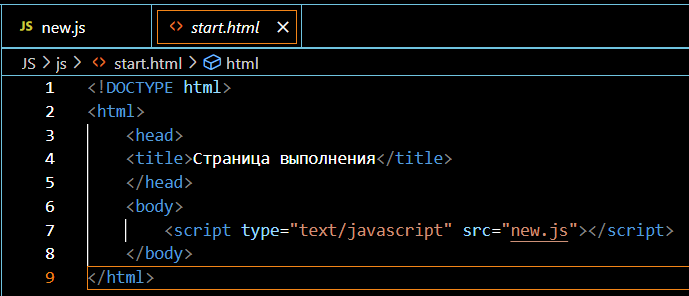 JS new.js <> start.html ×
JS > js > <> start.html > html
1 <!DOCTYPE html>
2 <html>
3 <head>
4 <title>Страница выполнения</title>
5 </head>
6 <body>
7 <script type="text/javascript" src="new.js"></script>
8 </body>
9 </html>